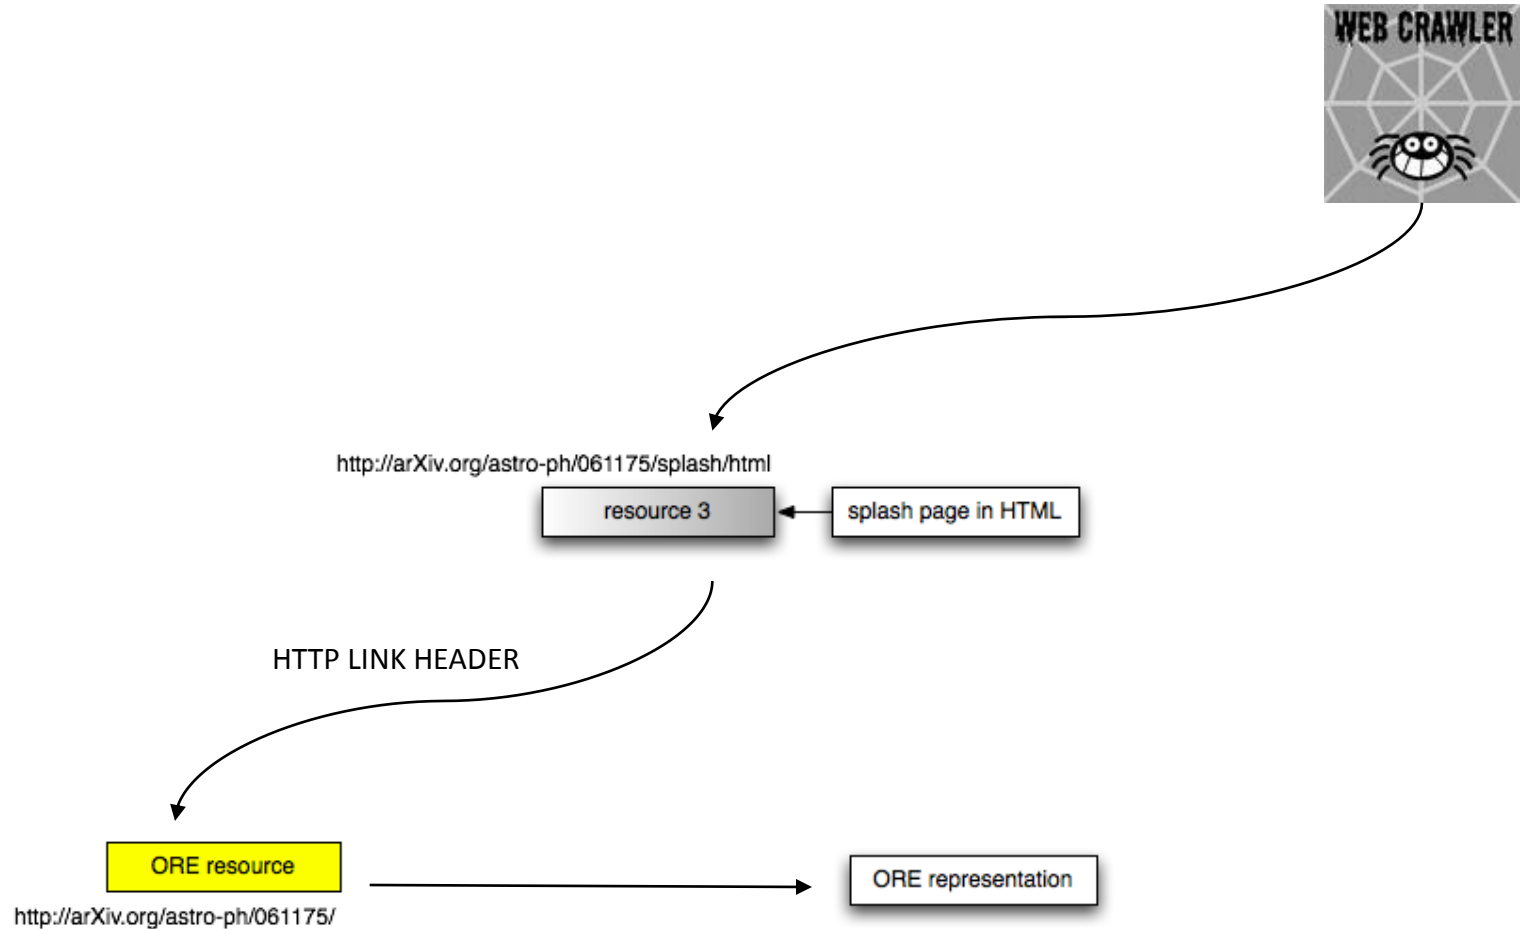 WEB CRAWLER
http://arXiv.org/astro-ph/061175/splash/html
resource 3
splash page in HTML
HTTP LINK HEADER
ORE resource
ORE representation
http://arXiv.org/astro-ph/061175/